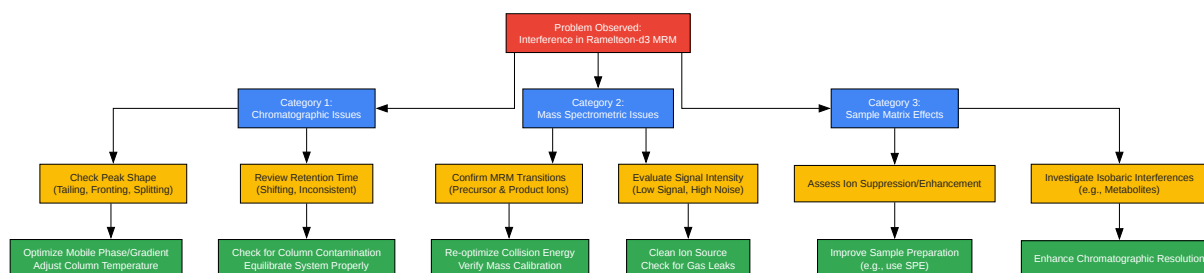 Problem Observed:
Interference in Ramelteon-d3 MRM
Category 1:
Chromatographic Issues
Category 2:
Mass Spectrometric Issues
Category 3:
Sample Matrix Effects
Check Peak Shape
(Tailing, Fronting, Splitting)
Review Retention Time
(Shifting, Inconsistent)
Confirm MRM Transitions
(Precursor & Product Ions)
Evaluate Signal Intensity
(Low Signal, High Noise)
Assess Ion Suppression/Enhancement
Investigate Isobaric Interferences
(e.g., Metabolites)
Optimize Mobile Phase/Gradient
Adjust Column Temperature
Check for Column Contamination
Equilibrate System Properly
Re-optimize Collision Energy
Verify Mass Calibration
Clean Ion Source
Check for Gas Leaks
Improve Sample Preparation
(e.g., use SPE)
Enhance Chromatographic Resolution